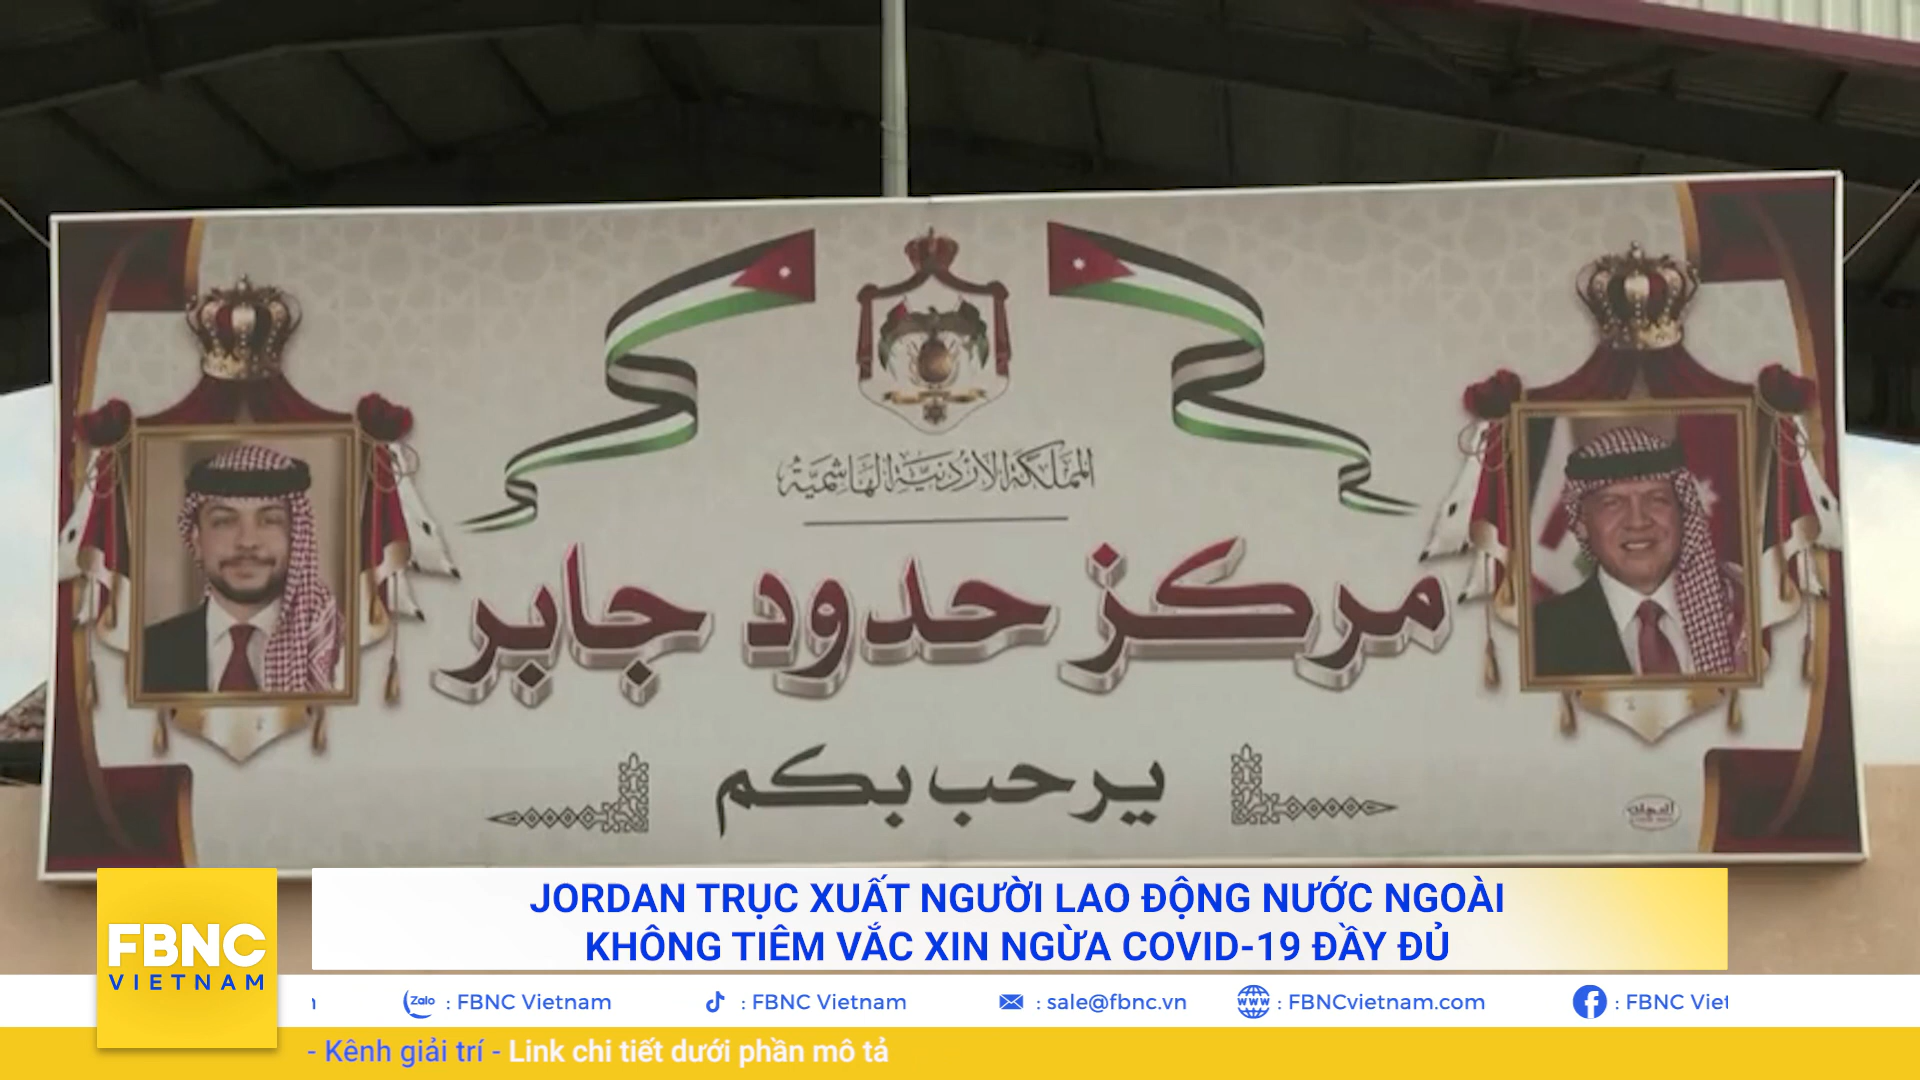 المملكة الأردنية الهاشمية
مركز حدود جابر
يرحب بكم
JORDAN TRỤC XUẤT NGƯỜI LAO ĐỘNG NƯỚC NGOÀI
KHÔNG TIÊM VẮC XIN NGỪA COVID-19 ĐẦY ĐỦ
FBNC
VIETNAM
Zalo : FBNC Vietnam : FBNC Vietnam : sale@fbnc.vn www : FBNCvietnam.com : FBNC Viet
- Kênh giải trí - Link chi tiết dưới phần mô tả